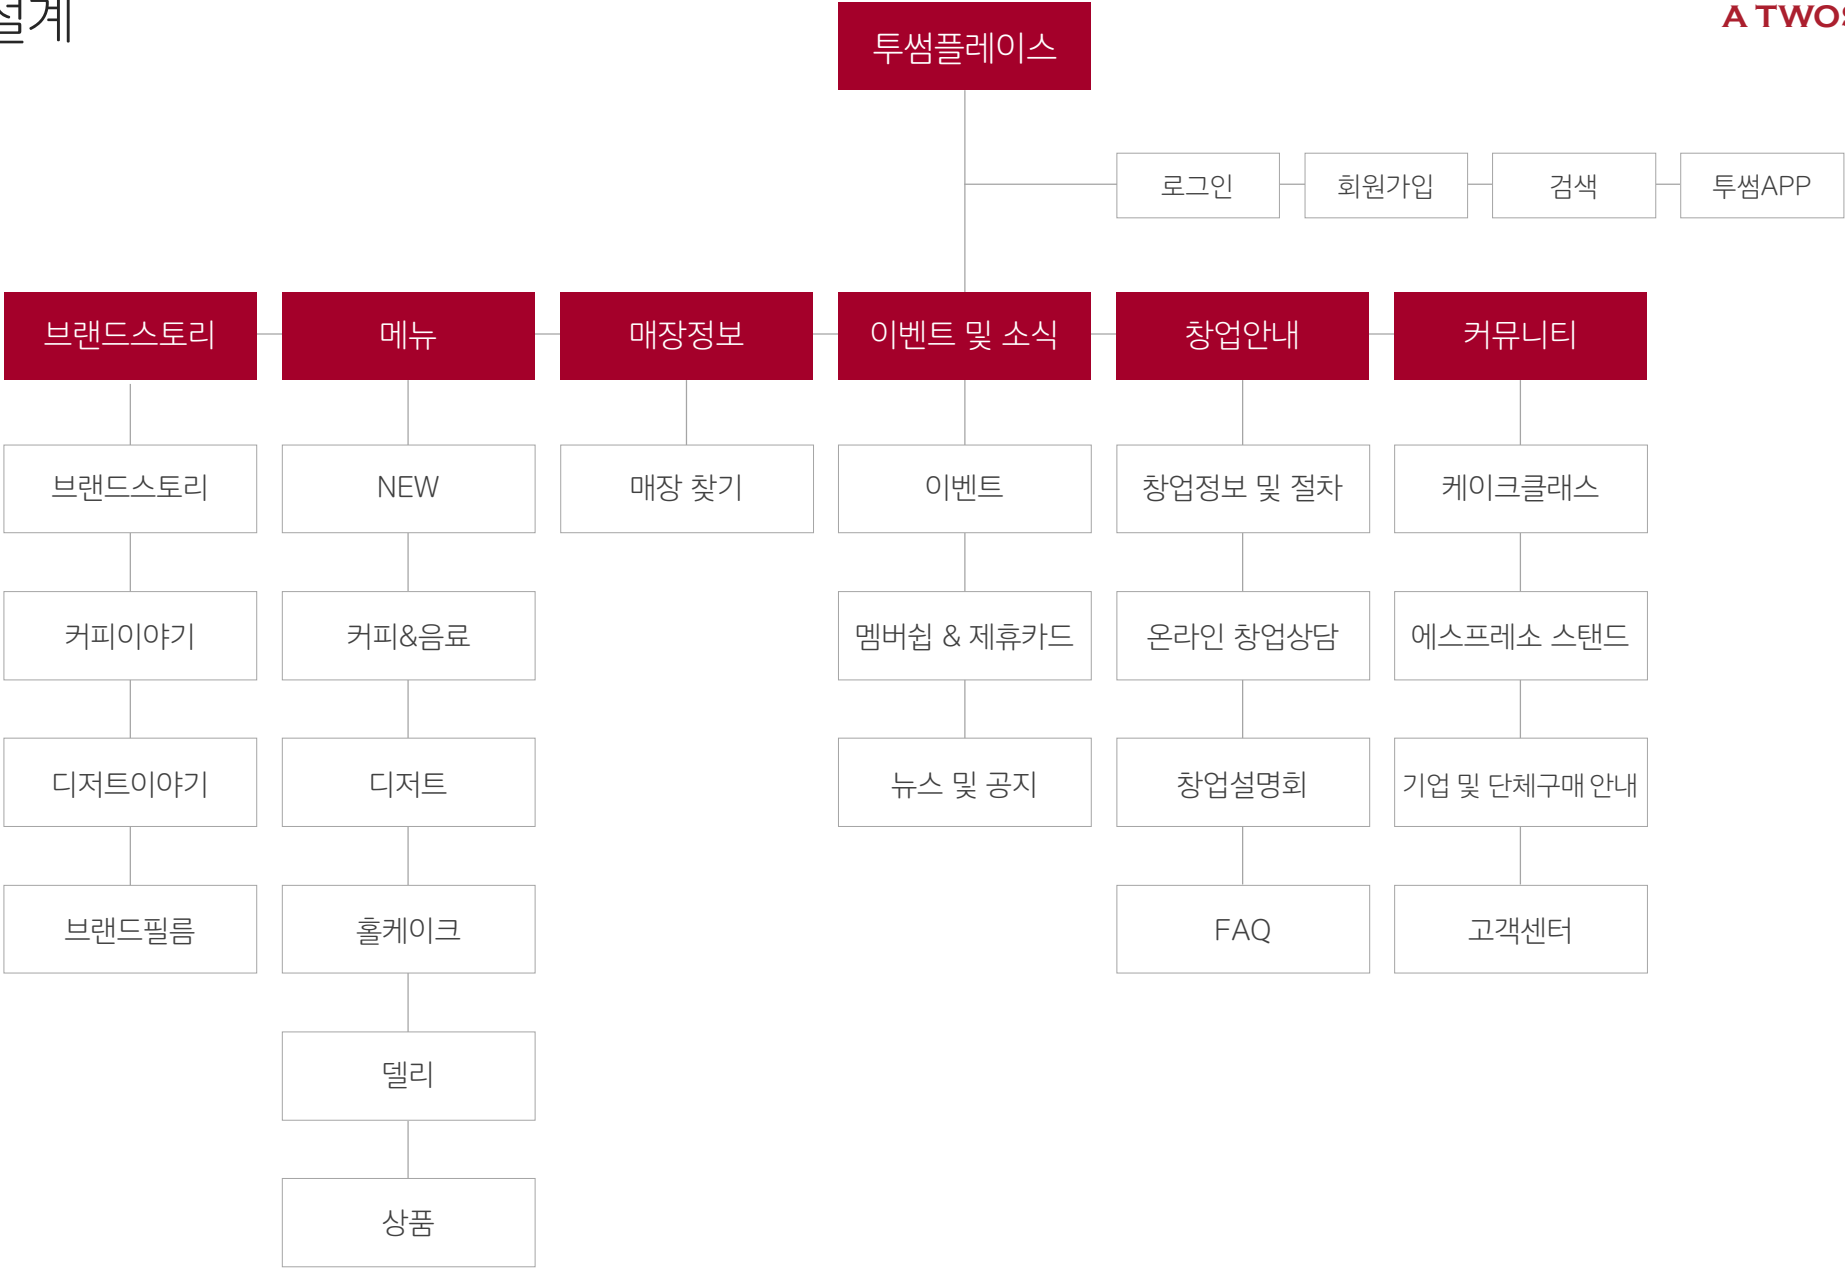 설계
A TWOS
투썸플레이스
로그인
회원가입
검색
투썸APP
브랜드스토리
메뉴
매장정보
이벤트 및 소식
창업안내
커뮤니티
브랜드스토리
NEW
매장 찾기
이벤트
창업정보 및 절차
케이크클래스
커피이야기
커피&음료
멤버쉽 & 제휴카드
온라인 창업상담
에스프레소 스탠드
디저트이야기
디저트
뉴스 및 공지
창업설명회
기업 및 단체구매 안내
브랜드필름
홀케이크
FAQ
고객센터
델리
상품